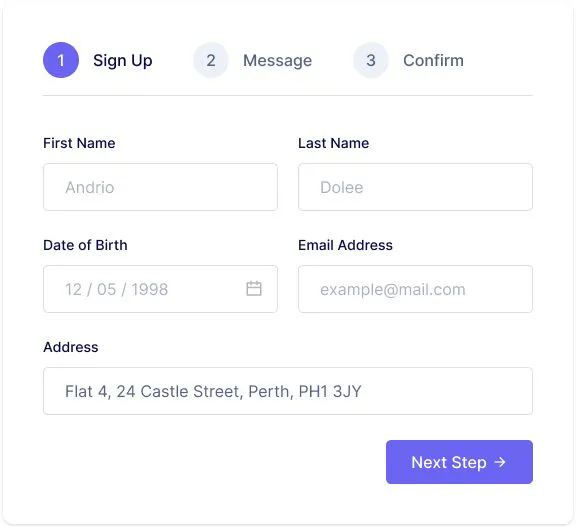 1 Sign Up 2 Message 3 Confirm
First Name Last Name
Andrio Dolee
Date of Birth Email Address
12 / 05 / 1998 example@mail.com
Address
Flat 4, 24 Castle Street, Perth, PH1 3JY
Next Step →